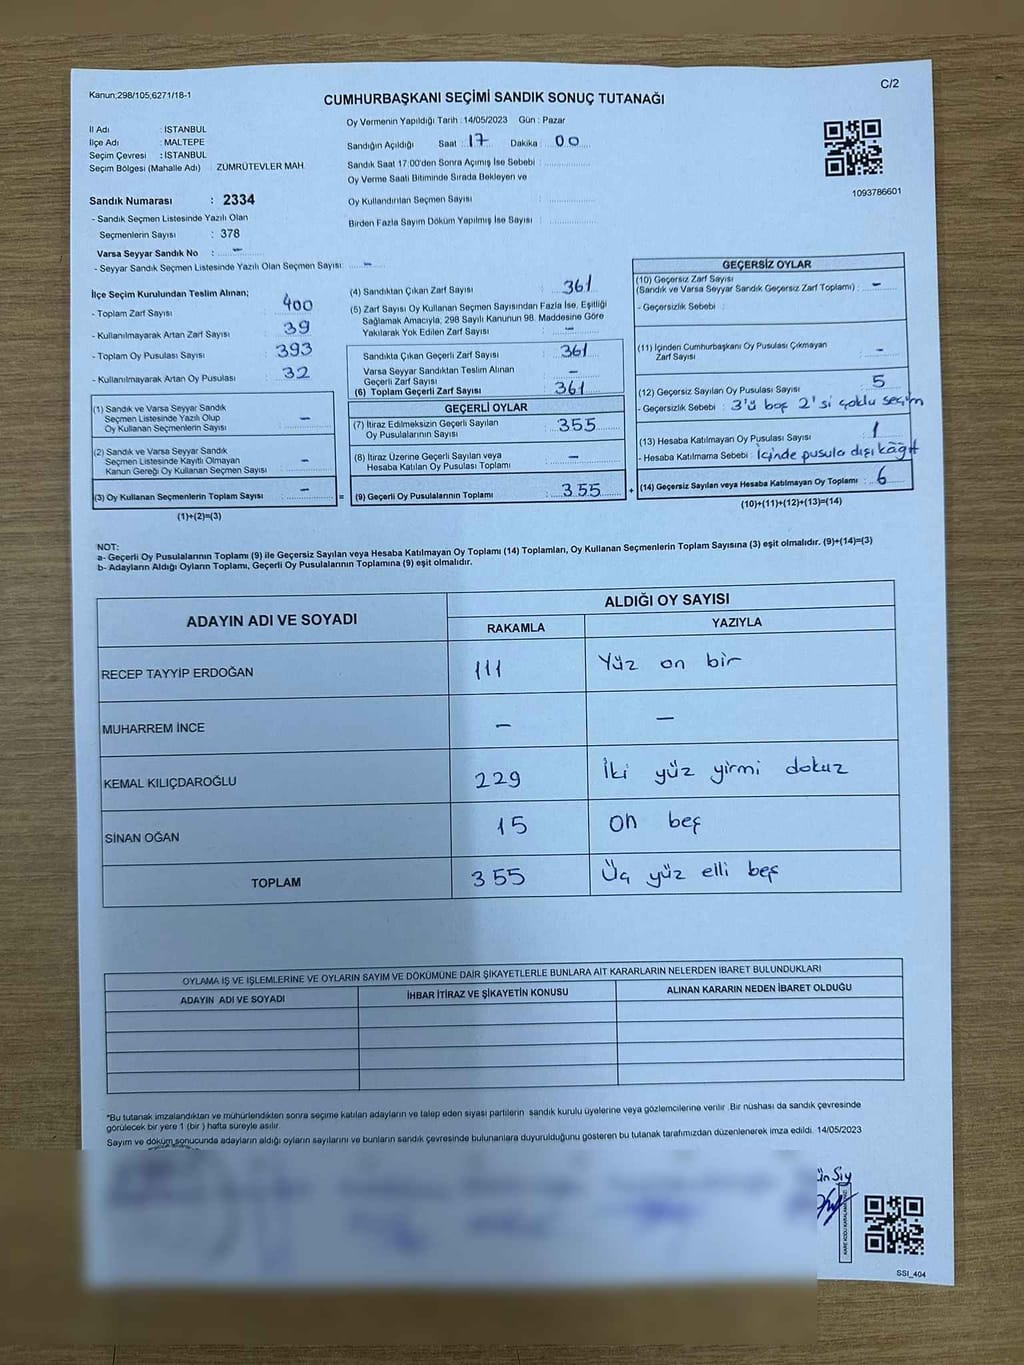 Kanun;298/105;6271/18-1
C/2
CUMHURBAŞKANI SEÇİMİ SANDIK SONUÇ TUTANAĞI
Oy Vermenin Yapıldığı Tarih :14/05/2023 Gün : Pazar
İl Adı : İSTANBUL
İlçe Adı : MALTEPE
Seçim Çevresi : İSTANBUL
Seçim Bölgesi (Mahalle Adı) ZÜMRÜTEVLER MAH.
Sandığın Açıldığı Saat 17 Dakika 00
Sandık Saat 17:00'den Sonra Açımış İse Sebebi :
Oy Verme Saati Bitiminde Sırada Bekleyen ve
Oy Kullandırılan Seçmen Sayısı :
Birden Fazla Sayım Döküm Yapılmış İse Sayısı :
1093786601
Sandık Numarası : 2334
- Sandık Seçmen Listesinde Yazılı Olan
Seçmenlerin Sayısı : 378
Varsa Seyyar Sandık No : -
- Seyyar Sandık Seçmen Listesinde Yazılı Olan Seçmen Sayısı: -
İlçe Seçim Kurulundan Teslim Alınan;
- Toplam Zarf Sayısı : 400
- Kullanılmayarak Artan Zarf Sayısı : 39
- Toplam Oy Pusulası Sayısı : 393
- Kullanılmayarak Artan Oy Pusulası : 32
(1) Sandık ve Varsa Seyyar Sandık
Seçmen Listesinde Yazılı Olup
Oy Kullanan Seçmenlerin Sayısı : -
(2) Sandık ve Varsa Seyyar Sandık
Seçmen Listesinde Kayıtlı Olmayan
Kanun Gereği Oy Kullanan Seçmen Sayısı : -
(3) Oy Kullanan Seçmenlerin Toplam Sayısı : - =
(1)+(2)=(3)
(4) Sandıktan Çıkan Zarf Sayısı : 361
(5) Zarf Sayısı Oy Kullanan Seçmen Sayısından Fazla İse, Eşitliği
Sağlamak Amacıyla, 298 Sayılı Kanunun 98. Maddesine Göre
Yakılarak Yok Edilen Zarf Sayısı : -
Sandıkta Çıkan Geçerli Zarf Sayısı : 361
Varsa Seyyar Sandıktan Teslim Alınan
Geçerli Zarf Sayısı : -
(6) Toplam Geçerli Zarf Sayısı : 361
GEÇERLİ OYLAR
(7) İtiraz Edilmeksizin Geçerli Sayılan
Oy Pusulalarının Sayısı : 355
(8) İtiraz Üzerine Geçerli Sayılan veya
Hesaba Katılan Oy Pusulası Toplamı : -
(9) Geçerli Oy Pusulalarının Toplamı : 355 +
GEÇERSİZ OYLAR
(10) Geçersiz Zarf Sayısı
(Sandık ve Varsa Seyyar Sandık Geçersiz Zarf Toplamı) : -
- Geçersizlik Sebebi :
(11) İçinden Cumhurbaşkanı Oy Pusulası Çıkmayan
Zarf Sayısı : -
(12) Geçersiz Sayılan Oy Pusulası Sayısı : 5
- Geçersizlik Sebebi : 3'ü boş 2'si çoklu seçim
(13) Hesaba Katılmayan Oy Pusulası Sayısı : 1
- Hesaba Katılmama Sebebi : İçinde pusula dışı kâğıt
(14) Geçersiz Sayılan veya Hesaba Katılmayan Oy Toplamı : 6
(10)+(11)+(12)+(13)=(14)
NOT:
a- Geçerli Oy Pusulalarının Toplamı (9) ile Geçersiz Sayılan veya Hesaba Katılmayan Oy Toplamı (14) Toplamları, Oy Kullanan Seçmenlerin Toplam Sayısına (3) eşit olmalıdır. (9)+(14)=(3)
b- Adayların Aldığı Oyların Toplamı, Geçerli Oy Pusulalarının Toplamına (9) eşit olmalıdır.
ADAYIN ADI VE SOYADI ALDIĞI OY SAYISI
RAKAMLA YAZIYLA
RECEP TAYYİP ERDOĞAN 111 Yüz on bir
MUHARREM İNCE - -
KEMAL KILIÇDAROĞLU 229 İki yüz yirmi dokuz
SİNAN OĞAN 15 On beş
TOPLAM 355 Üç yüz elli beş
OYLAMA İŞ VE İŞLEMLERİNE VE OYLARIN SAYIM VE DÖKÜMÜNE DAİR ŞİKAYETLERLE BUNLARA AİT KARARLARIN NELERDEN İBARET BULUNDUKLARI
ADAYIN ADI VE SOYADI İHBAR İTİRAZ VE ŞİKAYETİN KONUSU ALINAN KARARIN NEDEN İBARET OLDUĞU
*Bu tutanak imzalandıktan ve mühürlendikten sonra seçime katılan adayların ve talep eden siyasi partilerin sandık kurulu üyelerine veya gözlemcilerine verilir. Bir nüshası da sandık çevresinde
görülecek bir yere 1 (bir) hafta süreyle asılır.
Sayım ve döküm sonucunda adayların aldığı oyların sayılarını ve bunların sandık çevresinde bulunanlara duyurulduğunu gösteren bu tutanak tarafımızdan düzenlenerek imza edildi. 14/05/2023
SSI_404